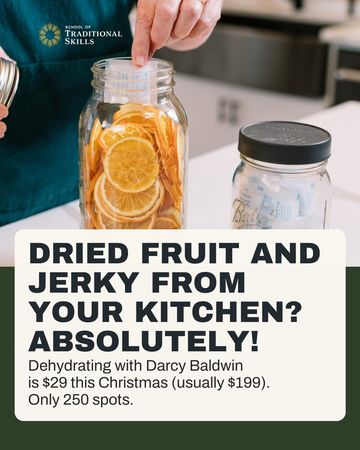 SCHOOL OF
TRADITIONAL
SKILLS
DRIED FRUIT AND
JERKY FROM
YOUR KITCHEN?
ABSOLUTELY!
Dehydrating with Darcy Baldwin
is $29 this Christmas (usually $199).
Only 250 spots.